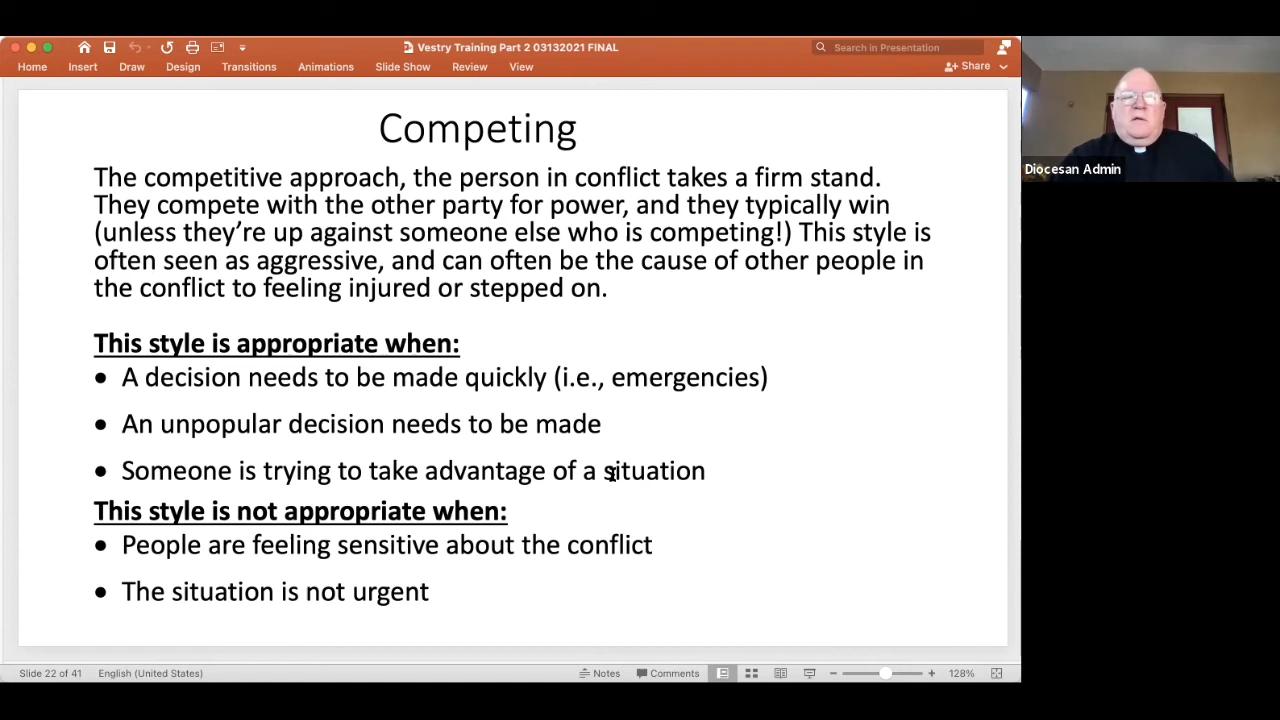 Vestry Training Part 2 03132021 FINAL
Search in Presentation
Home Insert Draw Design Transitions Animations Slide Show Review View
Share
Competing
The competitive approach, the person in conflict takes a firm stand.
They compete with the other party for power, and they typically win
(unless they’re up against someone else who is competing!) This style is
often seen as aggressive, and can often be the cause of other people in
the conflict to feeling injured or stepped on.
This style is appropriate when:
• A decision needs to be made quickly (i.e., emergencies)
• An unpopular decision needs to be made
• Someone is trying to take advantage of a situation
This style is not appropriate when:
• People are feeling sensitive about the conflict
• The situation is not urgent
Slide 22 of 41 English (United States) Notes Comments 128%
Diocesan Admin